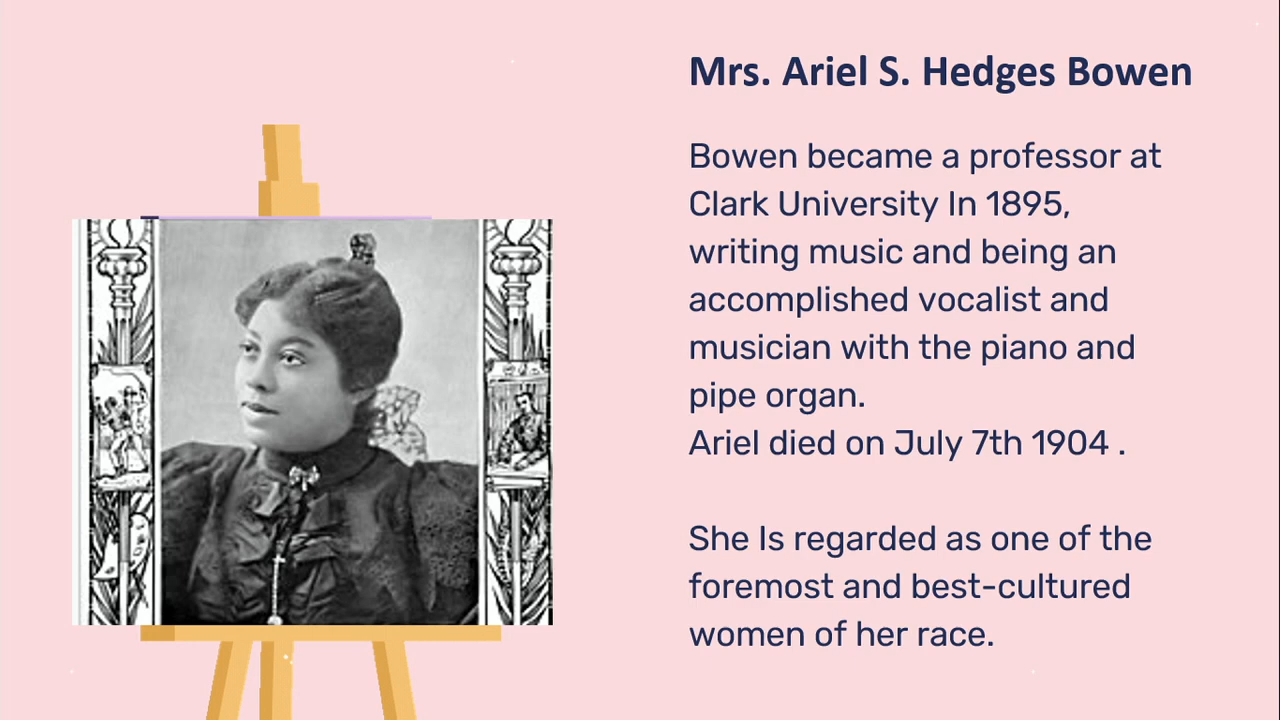 Mrs. Ariel S. Hedges Bowen
Bowen became a professor at
Clark University In 1895,
writing music and being an
accomplished vocalist and
musician with the piano and
pipe organ.
Ariel died on July 7th 1904 .
She Is regarded as one of the
foremost and best-cultured
women of her race.